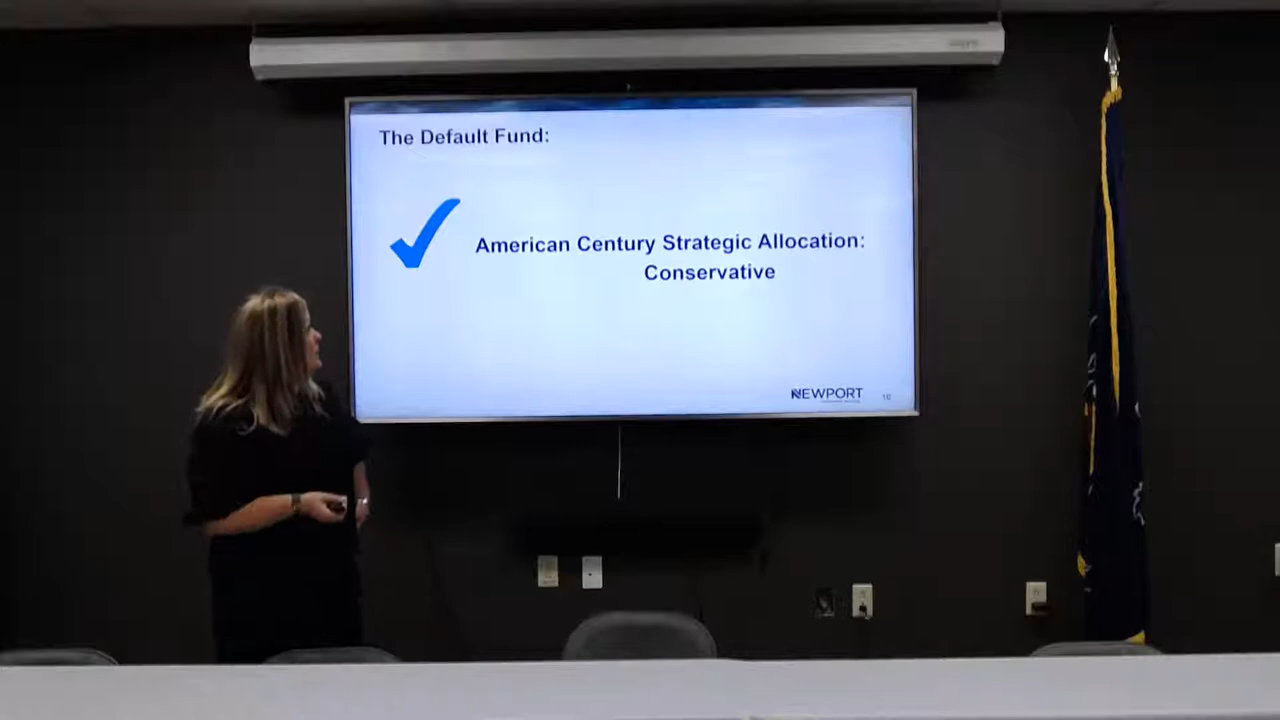 The Default Fund:
American Century Strategic Allocation:
Conservative
NEWPORT